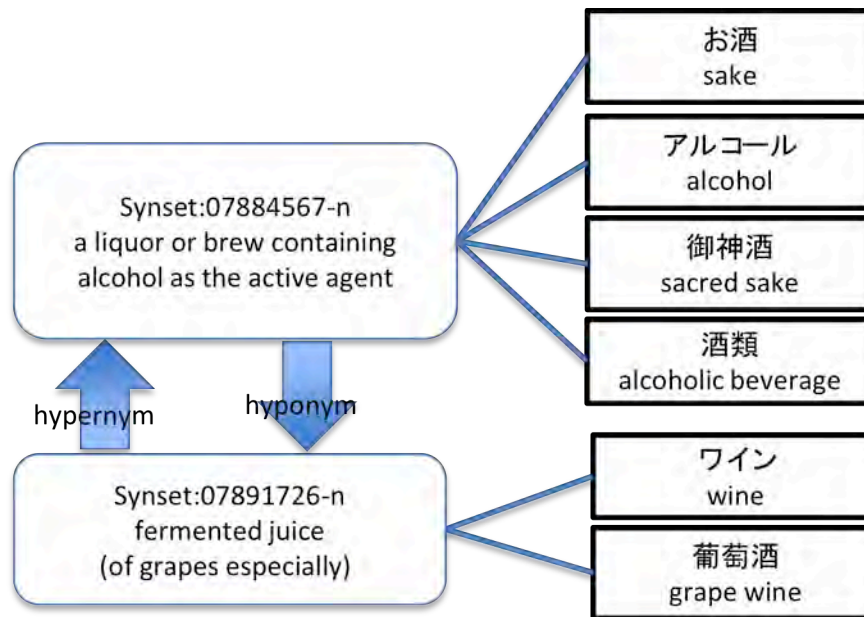 お酒
sake
アルコール
alcohol
御神酒
sacred sake
酒類
alcoholic beverage
Synset:07884567-n
a liquor or brew containing
alcohol as the active agent
hypernym
hyponym
Synset:07891726-n
fermented juice
(of grapes especially)
ワイン
wine
葡萄酒
grape wine